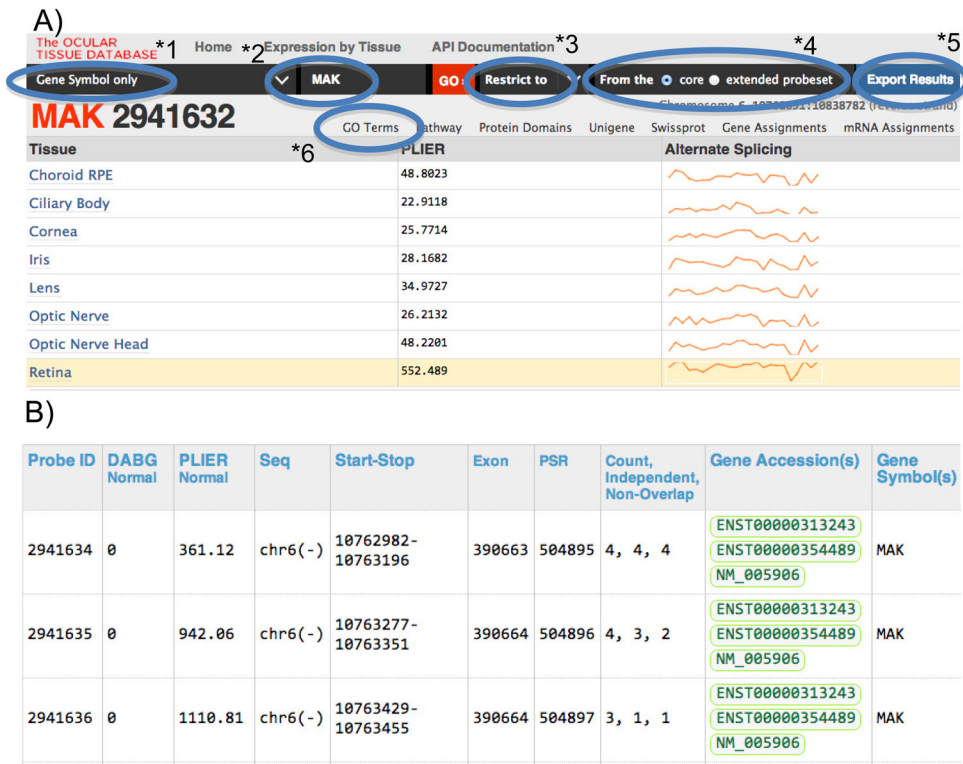 A)
The OCULAR
TISSUE DATABASE
*1
Home
*2
Expression by Tissue
API Documentation
*3
*4
*5
Gene Symbol only
MAK
GO
Restrict to
From the core extended probeset
Export Results
MAK 2941632
(reverse strand)
*6
GO Terms
Pathway
Protein Domains
Unigene
Swissprot
Gene Assignments
mRNA Assignments
Tissue PLIER Alternate Splicing
Choroid RPE 48.8023
Ciliary Body 22.9118
Cornea 25.7714
Iris 28.1682
Lens 34.9727
Optic Nerve 26.2132
Optic Nerve Head 48.2201
Retina 552.489
B)
Probe ID DABG Normal PLIER Normal Seq Start-Stop Exon PSR Count, Independent, Non-Overlap Gene Accession(s) Gene Symbol(s)
2941634 0 361.12 chr6(-) 10762982-10763196 390663 504895 4, 4, 4 ENST00000313243 ENST00000354489 NM_005906 MAK
2941635 0 942.06 chr6(-) 10763277-10763351 390664 504896 4, 3, 2 ENST00000313243 ENST00000354489 NM_005906 MAK
2941636 0 1110.81 chr6(-) 10763429-10763455 390664 504897 3, 1, 1 ENST00000313243 ENST00000354489 NM_005906 MAK